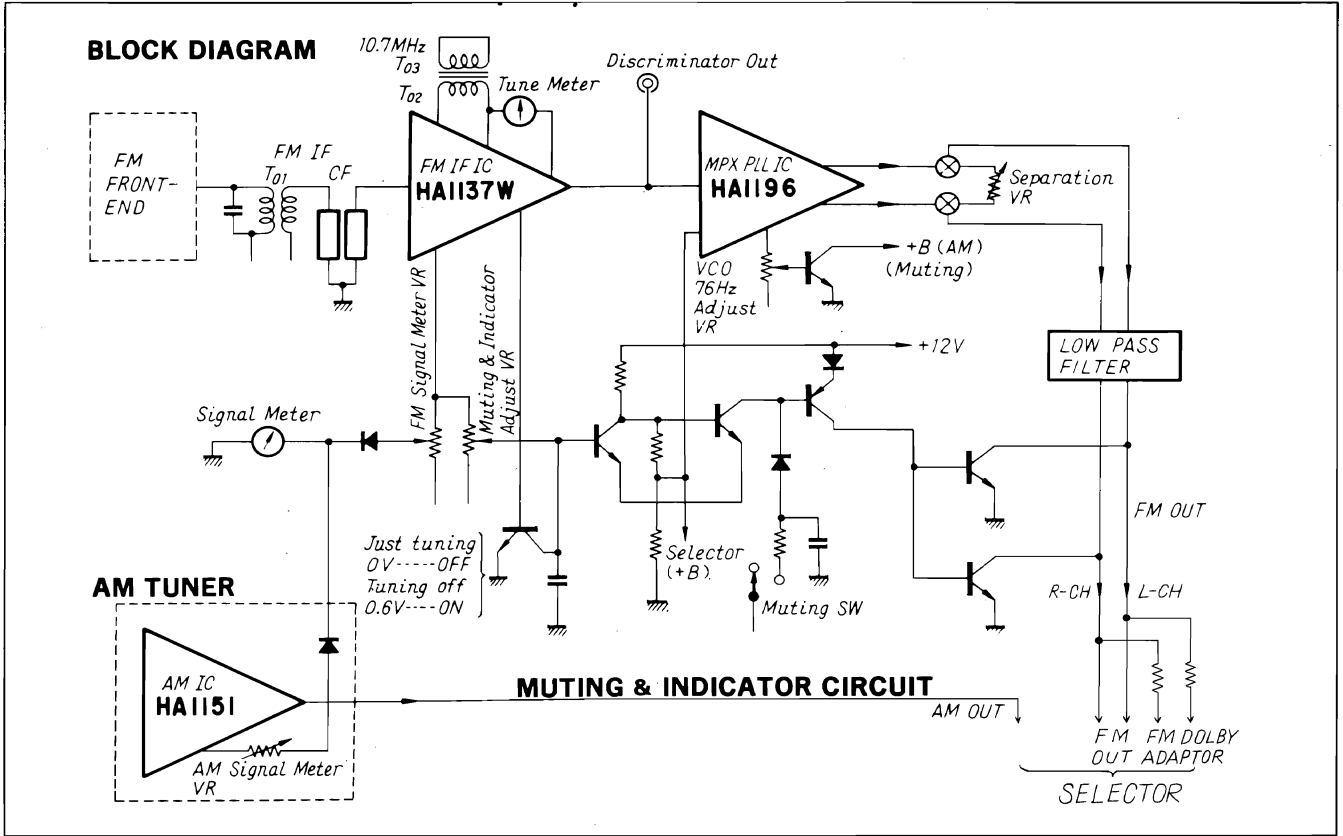 BLOCK DIAGRAM
10.7MHz
T03
T02
Tune Meter
Discriminator Out
FM
FRONT-
END
FM IF
T01
CF
FM IF IC
HA1137W
MPX PLL IC
HA1196
Separation
VR
+B (AM)
(Muting)
VCO
76Hz
Adjust
VR
FM Signal Meter VR
Muting & Indicator
Adjust VR
+12V
LOW PASS
FILTER
Signal Meter
Just tuning
0V-----OFF
Tuning off
0.6V----ON
Selector
(+B).
Muting SW
FM OUT
R-CH
L-CH
AM TUNER
AM IC
HA1151
AM Signal Meter
VR
MUTING & INDICATOR CIRCUIT
AM OUT
FM
OUT
FM DOLBY
ADAPTOR
SELECTOR